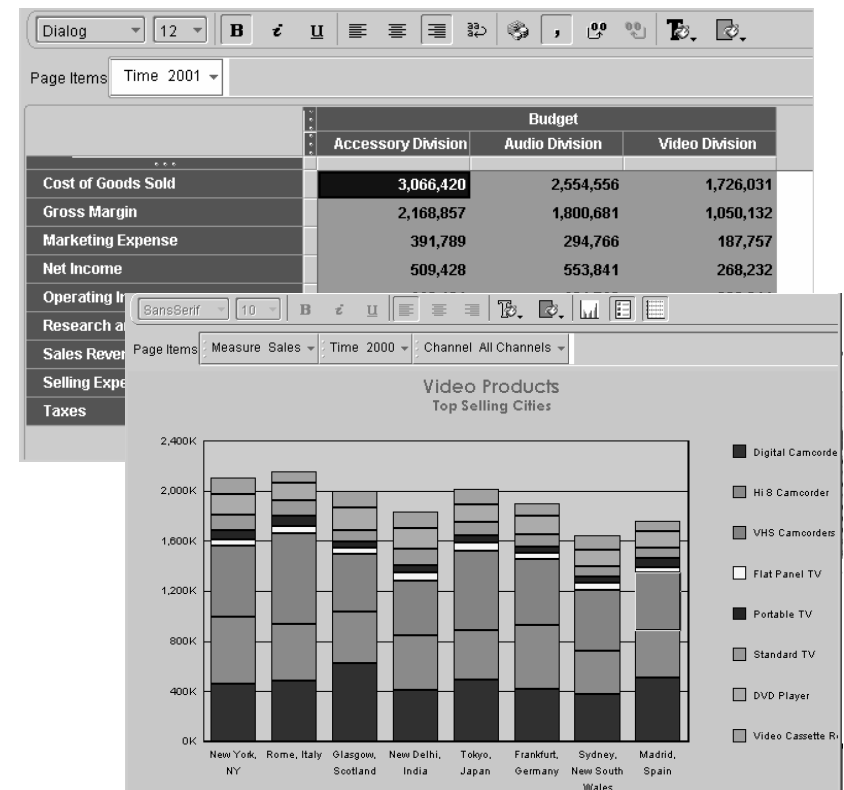 Dialog 12 B i U
Page Items Time 2001
Budget
Accessory Division Audio Division Video Division
Cost of Goods Sold 3,066,420 2,554,556 1,726,031
Gross Margin 2,168,857 1,800,681 1,050,132
Marketing Expense 391,789 294,766 187,757
Net Income 509,428 553,841 268,232
Operating In
Research a
Sales Rever
Selling Expe
Taxes
SansSerif 10 B i U
Page Items Measure Sales Time 2000 Channel All Channels
Video Products
Top Selling Cities
2,400K
2,000K
1,600K
1,200K
800K
400K
0K
New York, NY
Rome, Italy
Glasgow, Scotland
New Delhi, India
Tokyo, Japan
Frankfurt, Germany
Sydney, New South Wales
Madrid, Spain
Digital Camcorde
Hi 8 Camcorder
VHS Camcorders
Flat Panel TV
Portable TV
Standard TV
DVD Player
Video Cassette R